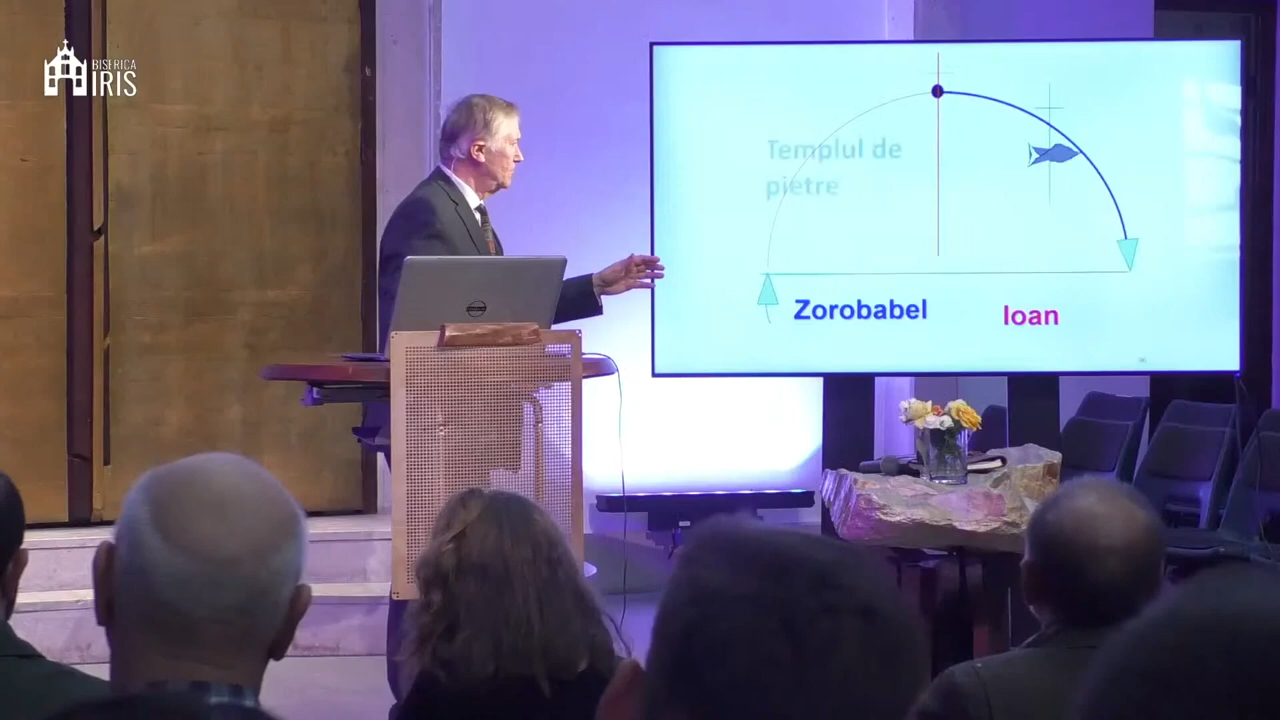 BISERICA
IRIS
Templul de
pietre
Zorobabel
Ioan